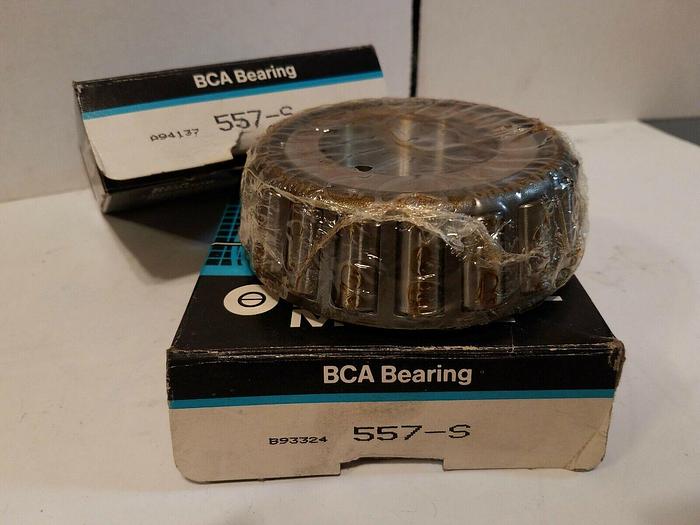 BCA Bearing
A94137 557-S
BCA Bearing
B93324 557-S